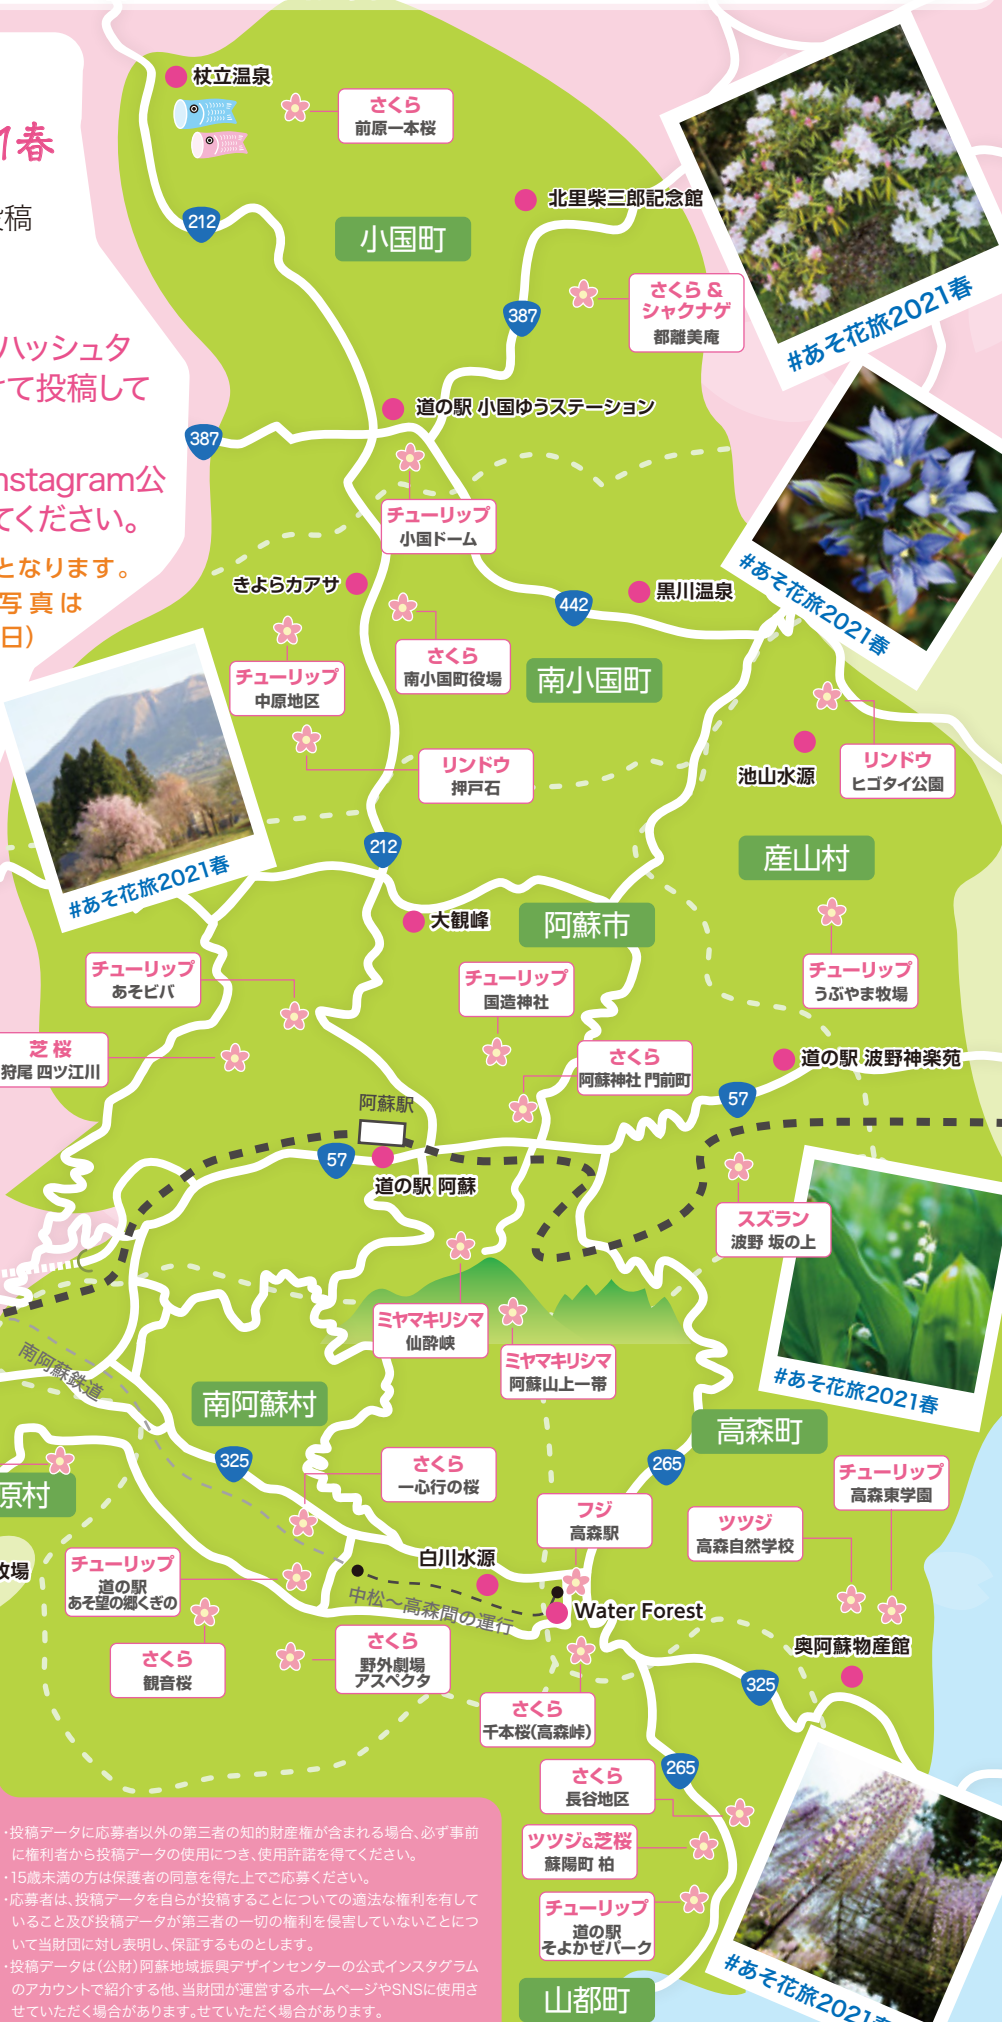 杖立温泉
さくら
前原一本桜
1春
稿
212
北里柴三郎記念館
小国町
さくら &
シャクナゲ
都離美庵
387
#あそ花旅2021春
ハッシュタ
て投稿して
道の駅 小国ゆうステーション
387
nstagram公
てください。
チューリップ
小国ドーム
となります。
写真は
日）
きよらカアサ
442
黒川温泉
#あそ花旅2021春
チューリップ
中原地区
さくら
南小国町役場
南小国町
リンドウ
押戸石
池山水源
リンドウ
ヒゴタイ公園
212
産山村
#あそ花旅2021春
大観峰
阿蘇市
チューリップ
あそビバ
チューリップ
国造神社
チューリップ
うぶやま牧場
芝 桜
狩尾 四ツ江川
さくら
阿蘇神社 門前町
道の駅 波野神楽苑
57
阿蘇駅
57
道の駅 阿蘇
スズラン
波野 坂の上
ミヤマキリシマ
仙酔峡
ミヤマキリシマ
阿蘇山上一帯
#あそ花旅2021春
南阿蘇鉄道
南阿蘇村
高森町
325
265
さくら
一心行の桜
チューリップ
高森東学園
原村
フジ
高森駅
ツツジ
高森自然学校
牧場
チューリップ
道の駅
あそ望の郷くぎの
白川水源
中松〜高森間の運行
Water Forest
さくら
観音桜
さくら
野外劇場
アスペクタ
奥阿蘇物産館
325
さくら
千本桜(高森峠)
265
さくら
長谷地区
ツツジ&芝桜
蘇陽町 柏
チューリップ
道の駅
そよかぜパーク
山都町
#あそ花旅2021春
・投稿データに応募者以外の第三者の知的財産権が含まれる場合、必ず事前
に権利者から投稿データの使用につき、使用許諾を得てください。
・15歳未満の方は保護者の同意を得た上でご応募ください。
・応募者は、投稿データを自らが投稿することについての適法な権利を有して
いること及び投稿データが第三者の一切の権利を侵害していないことにつ
いて当財団に対し表明し、保証するものとします。
・投稿データは（公財）阿蘇地域振興デザインセンターの公式インスタグラム
のアカウントで紹介する他、当財団が運営するホームページやSNSに使用さ
せていただく場合があります。せていただく場合があります。